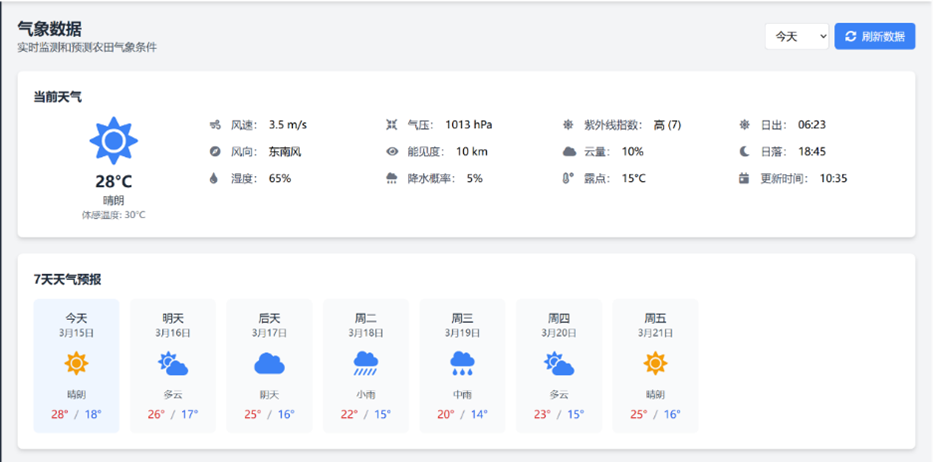 气象数据
实时监测和预测农田气象条件
今天
刷新数据
当前天气
28°C
晴朗
体感温度: 30°C
风速: 3.5 m/s
气压: 1013 hPa
紫外线指数: 高 (7)
日出: 06:23
风向: 东南风
能见度: 10 km
云量: 10%
日落: 18:45
湿度: 65%
降水概率: 5%
露点: 15°C
更新时间: 10:35
7天天气预报
今天
3月15日
晴朗
28° / 18°
明天
3月16日
多云
26° / 17°
后天
3月17日
阴天
25° / 16°
周二
3月18日
小雨
22° / 15°
周三
3月19日
中雨
20° / 14°
周四
3月20日
多云
23° / 15°
周五
3月21日
晴朗
25° / 16°